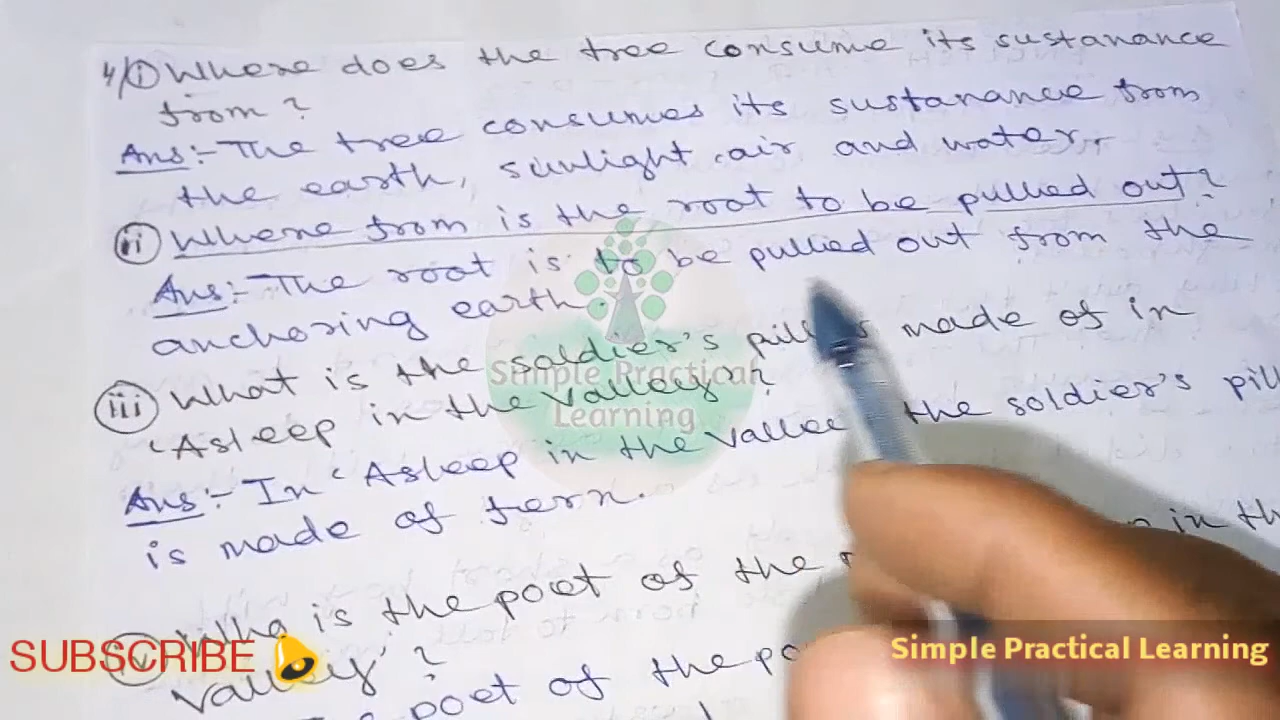 4/ i) Where does the tree consume its sustanance
from ?
Ans:- The tree consumes its sustanance from
the earth, sunlight, air and water.
ii) Where from is the root to be pulled out?
Ans:- The root is to be pulled out from the
anchoring earth.
iii) What is the soldier's made of in
'Asleep in the Valley'?
Ans:- In 'Asleep in the Valley the soldier's
is made of fern.
Who is the poet of the in
Valley' ?
poet of the
Simple Practical
Learning
SUBSCRIBE
Simple Practical Learning